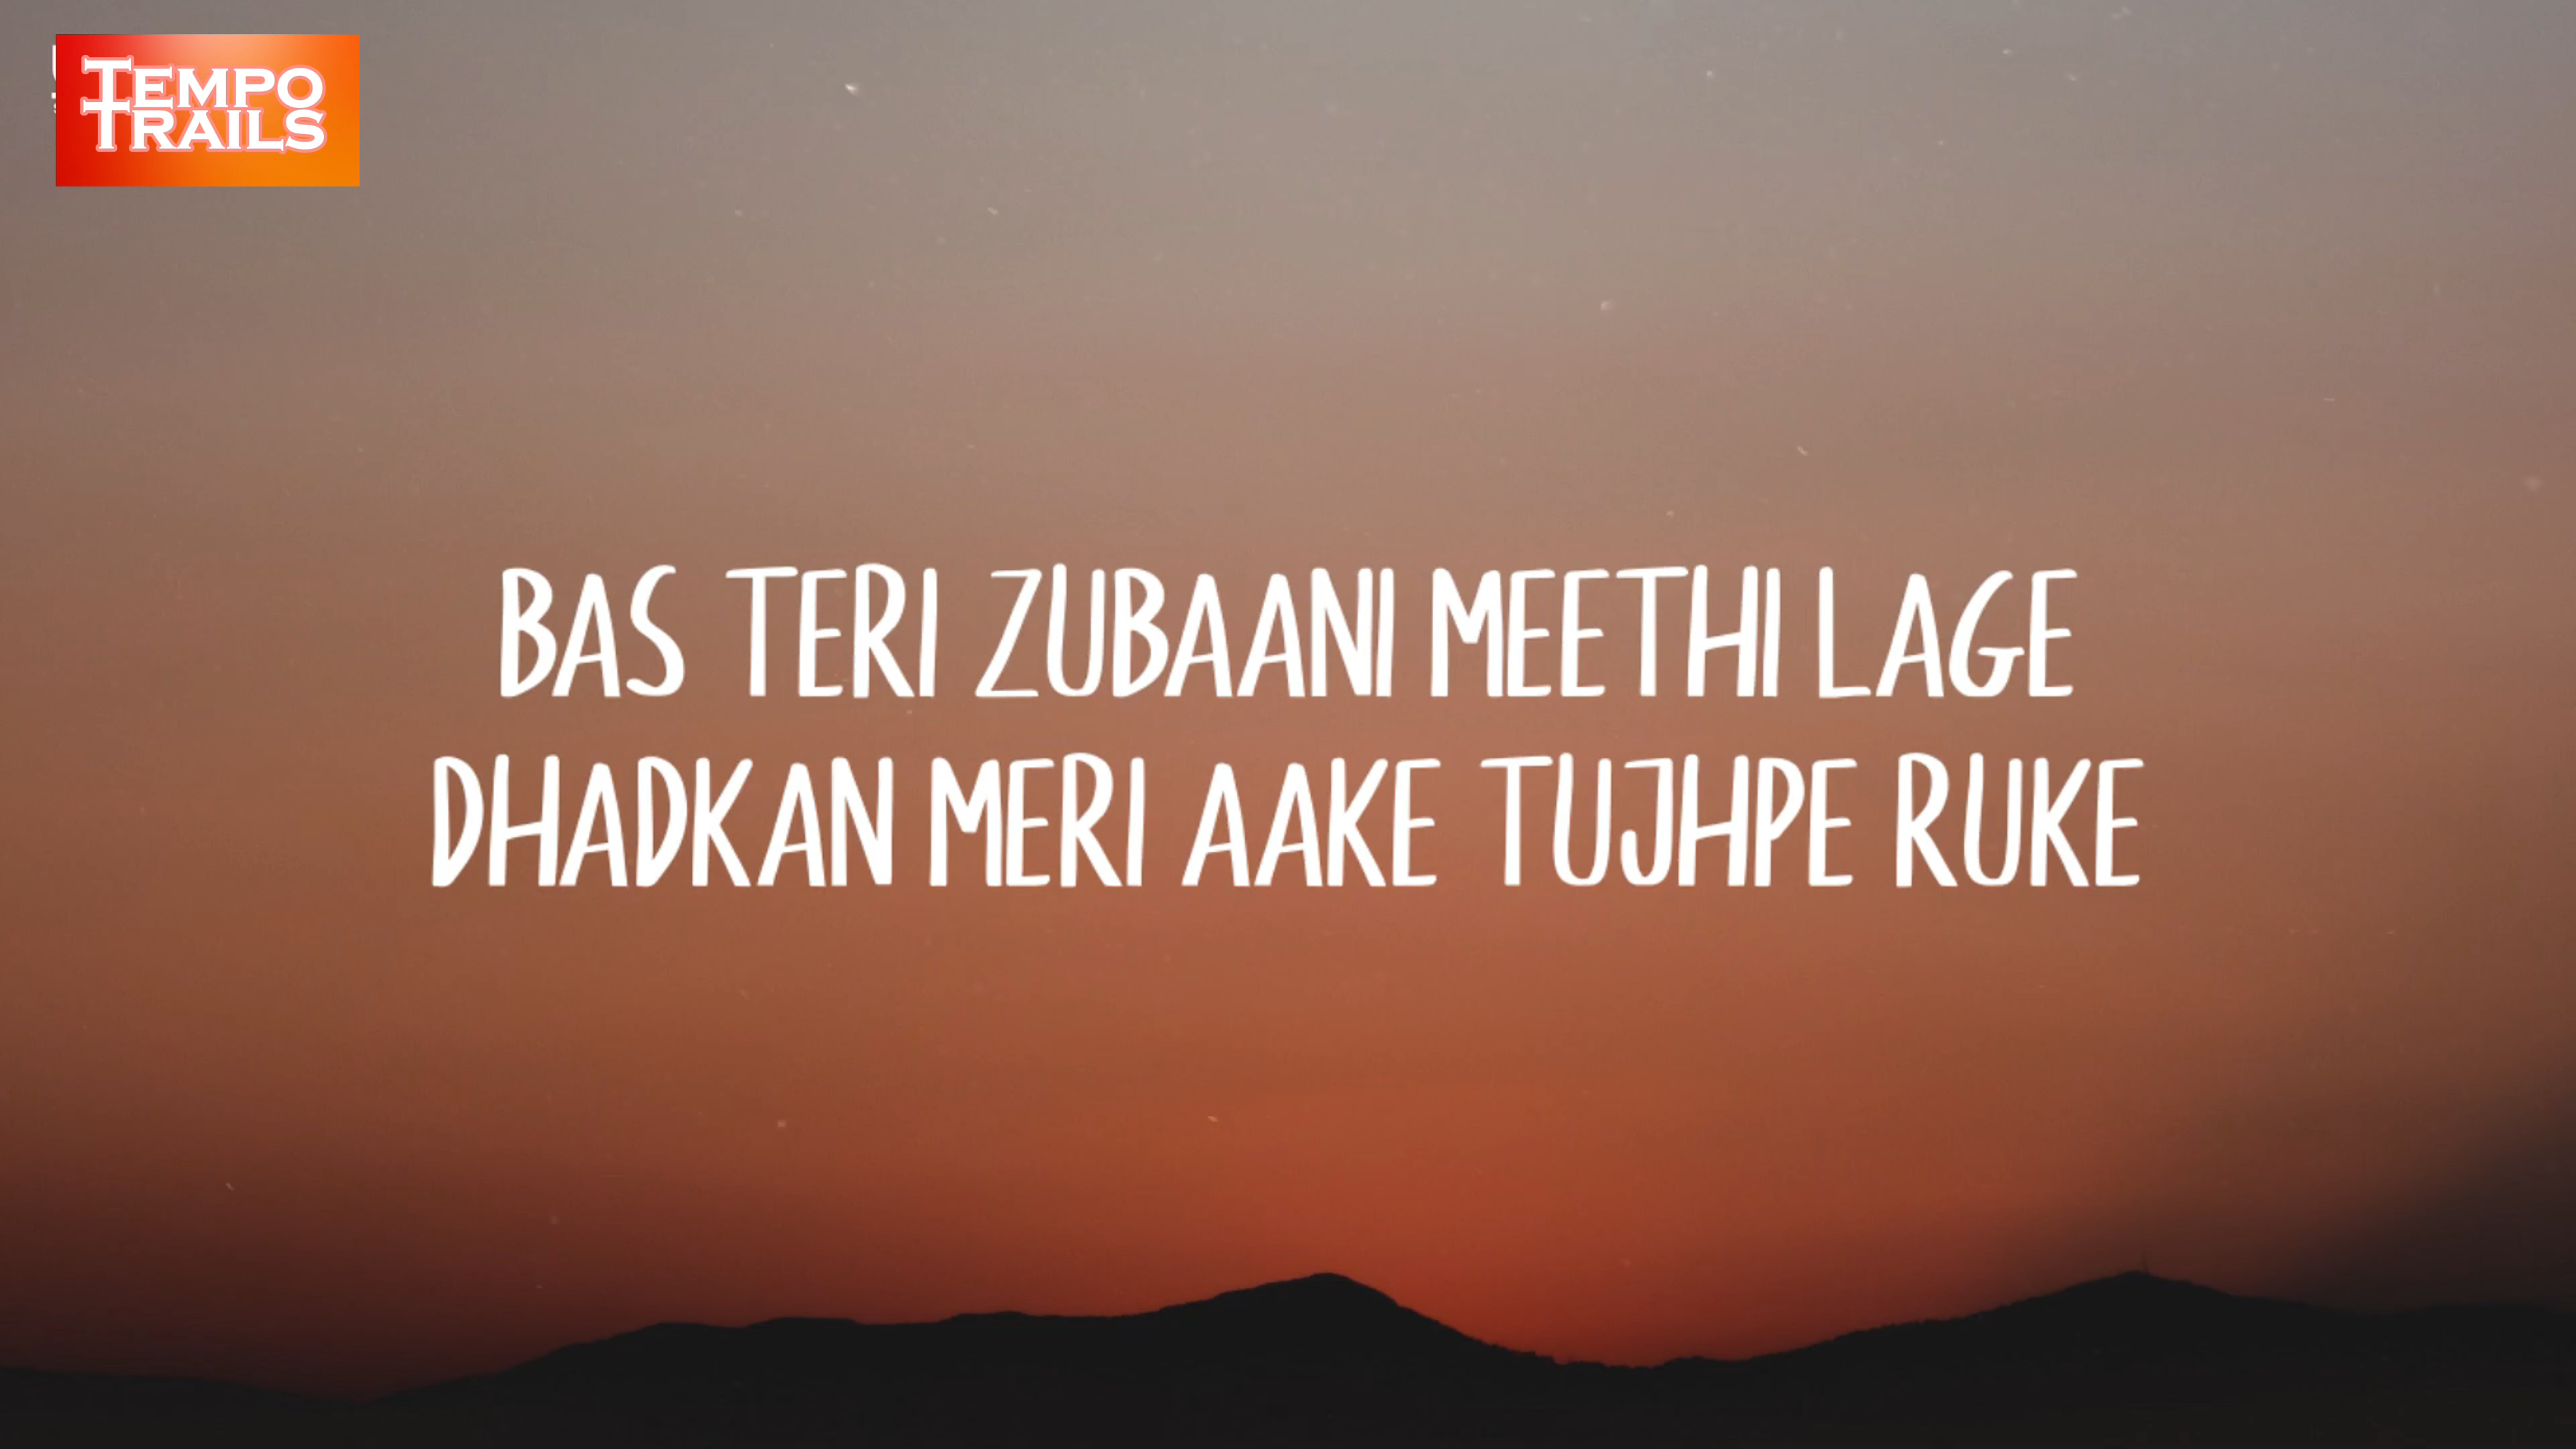 TEMPO
TRAILS
BAS TERI ZUBAANI MEETHI LAGE
DHADKAN MERI AAKE TUJHPE RUKE